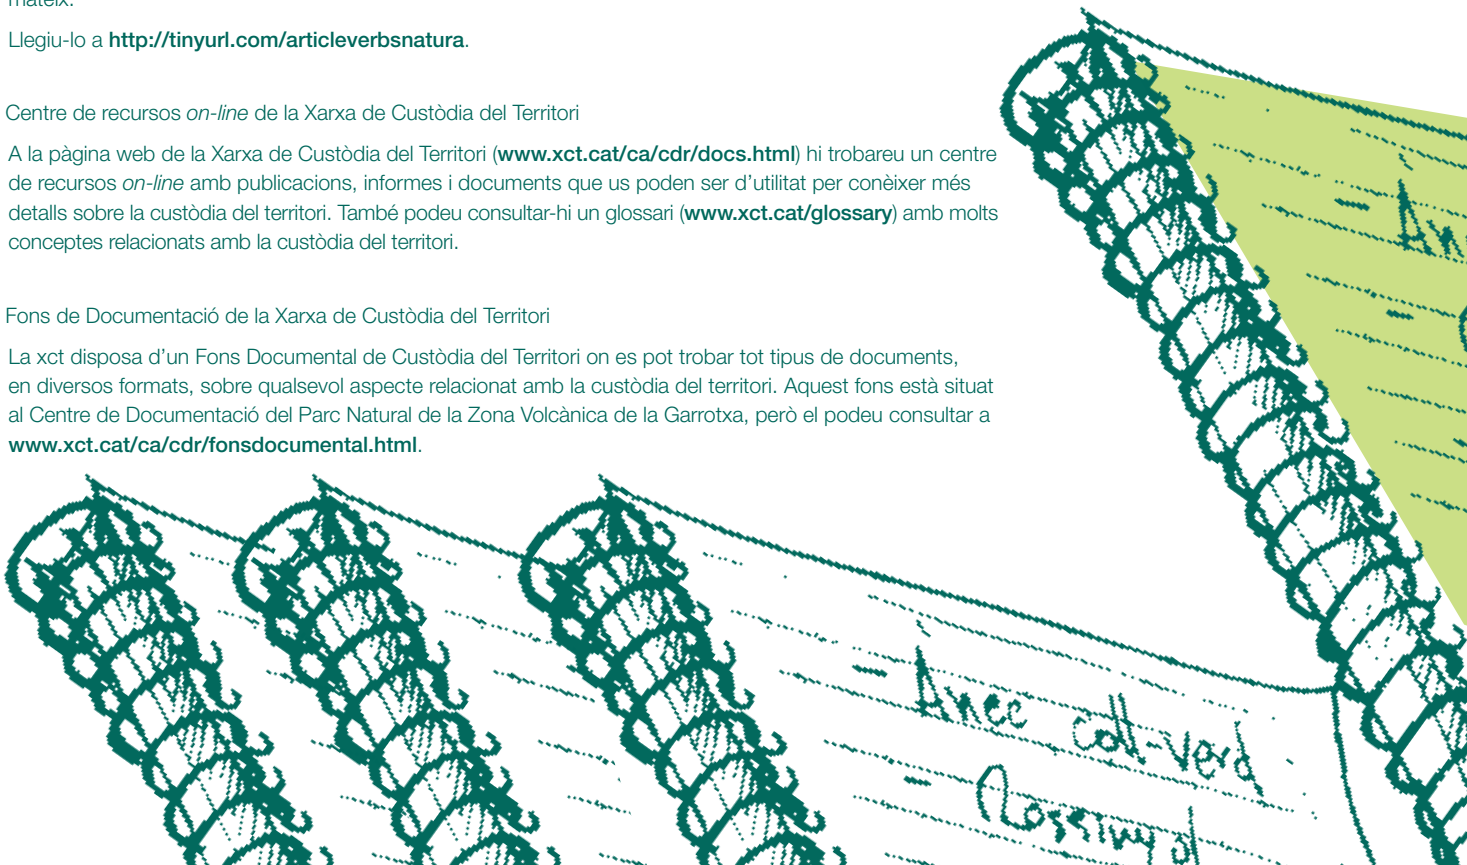 mateix.
Llegiu-lo a http://tinyurl.com/articleverbsnatura.
Centre de recursos on-line de la Xarxa de Custòdia del Territori
A la pàgina web de la Xarxa de Custòdia del Territori (www.xct.cat/ca/cdr/docs.html) hi trobareu un centre
de recursos on-line amb publicacions, informes i documents que us poden ser d’utilitat per conèixer més
detalls sobre la custòdia del territori. També podeu consultar-hi un glossari (www.xct.cat/glossary) amb molts
conceptes relacionats amb la custòdia del territori.
Fons de Documentació de la Xarxa de Custòdia del Territori
La xct disposa d’un Fons Documental de Custòdia del Territori on es pot trobar tot tipus de documents,
en diversos formats, sobre qualsevol aspecte relacionat amb la custòdia del territori. Aquest fons està situat
al Centre de Documentació del Parc Natural de la Zona Volcànica de la Garrotxa, però el podeu consultar a
www.xct.cat/ca/cdr/fonsdocumental.html.
- Àn
- Ànec coll-verd
- Rossinyol